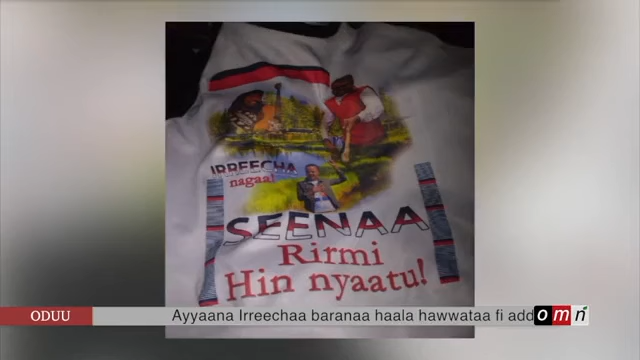 IRREECHA
nagaa!
SEENAA
Rirmi
Hin nyaatu!
ODUU
Ayyaana Irreechaa baranaa haala hawwataa fi add
omn